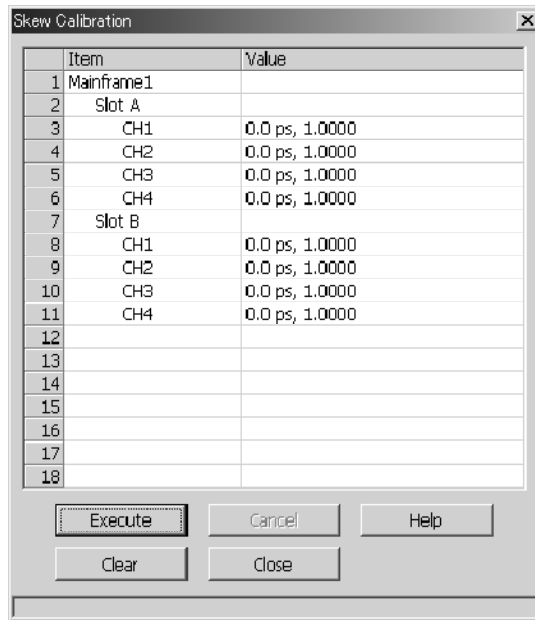 Skew Calibration
Item Value
1 Mainframe1
2 Slot A
3 CH1 0.0 ps, 1.0000
4 CH2 0.0 ps, 1.0000
5 CH3 0.0 ps, 1.0000
6 CH4 0.0 ps, 1.0000
7 Slot B
8 CH1 0.0 ps, 1.0000
9 CH2 0.0 ps, 1.0000
10 CH3 0.0 ps, 1.0000
11 CH4 0.0 ps, 1.0000
12
13
14
15
16
17
18
Execute Cancel Help
Clear Close